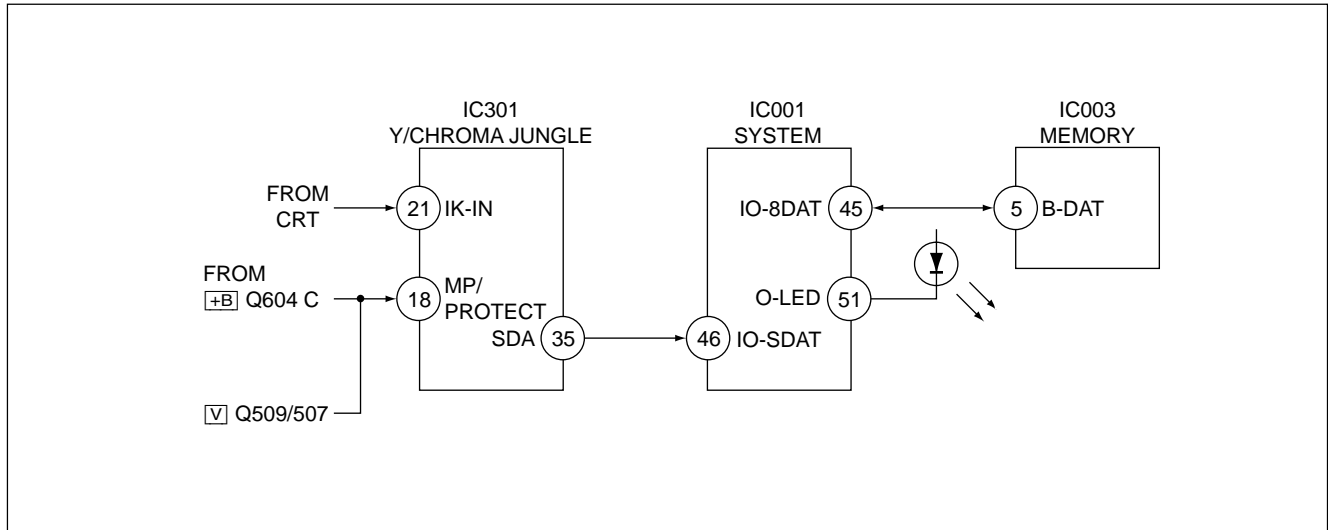 IC301
Y/CHROMA JUNGLE
IC001
SYSTEM
IC003
MEMORY
FROM
CRT
21 IK-IN
IO-8DAT 45
5 B-DAT
FROM
+B Q604 C
18 MP/
PROTECT
O-LED 51
SDA 35
46 IO-SDAT
V Q509/507